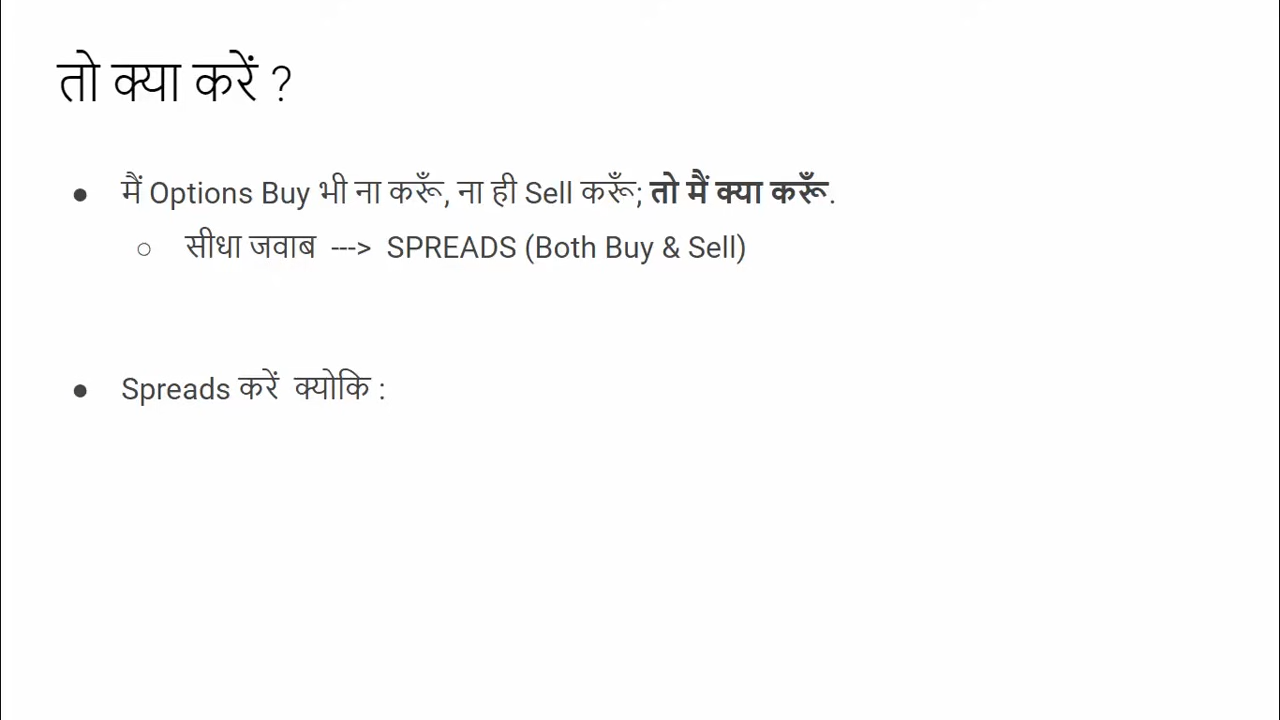 तो क्या करें ?
● मैं Options Buy भी ना करूँ, ना ही Sell करूँ; तो मैं क्या करूँ.
○ सीधा जवाब ---> SPREADS (Both Buy & Sell)
● Spreads करें क्योकि :